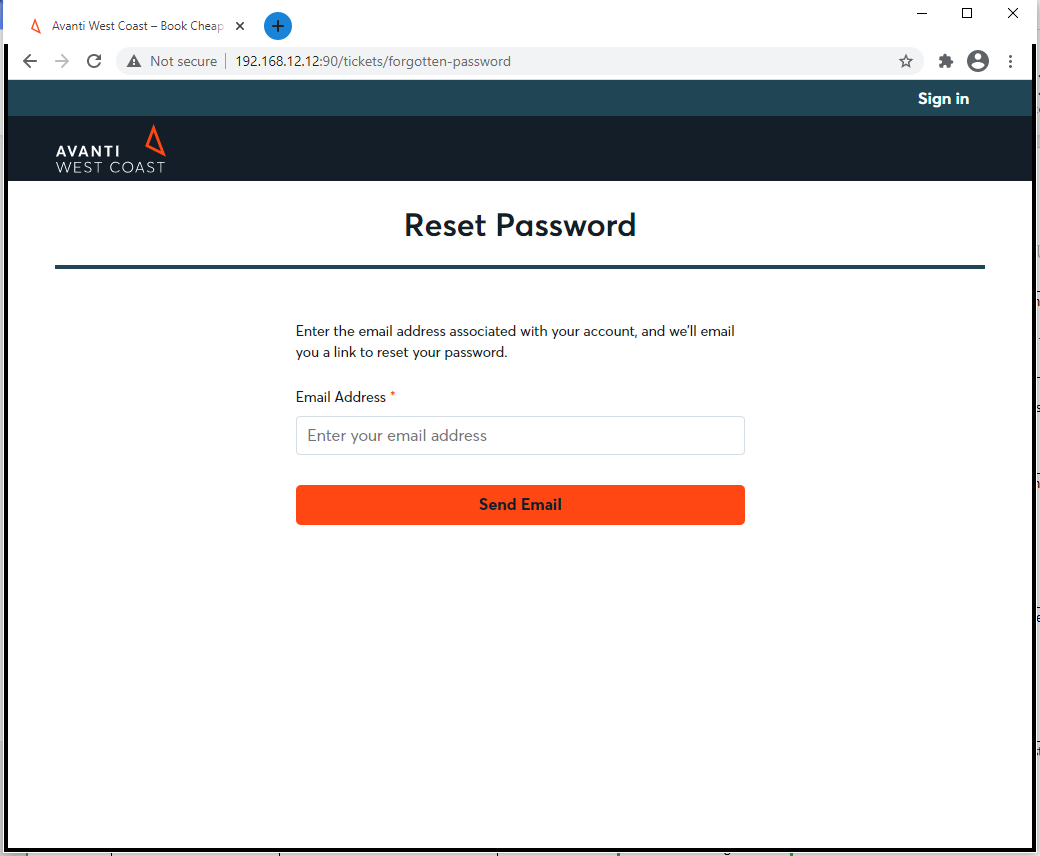 Avanti West Coast – Book Cheap
Not secure
192.168.12.12:90/tickets/forgotten-password
Sign in
AVANTI
WEST COAST
Reset Password
Enter the email address associated with your account, and we'll email
you a link to reset your password.
Email Address *
Enter your email address
Send Email